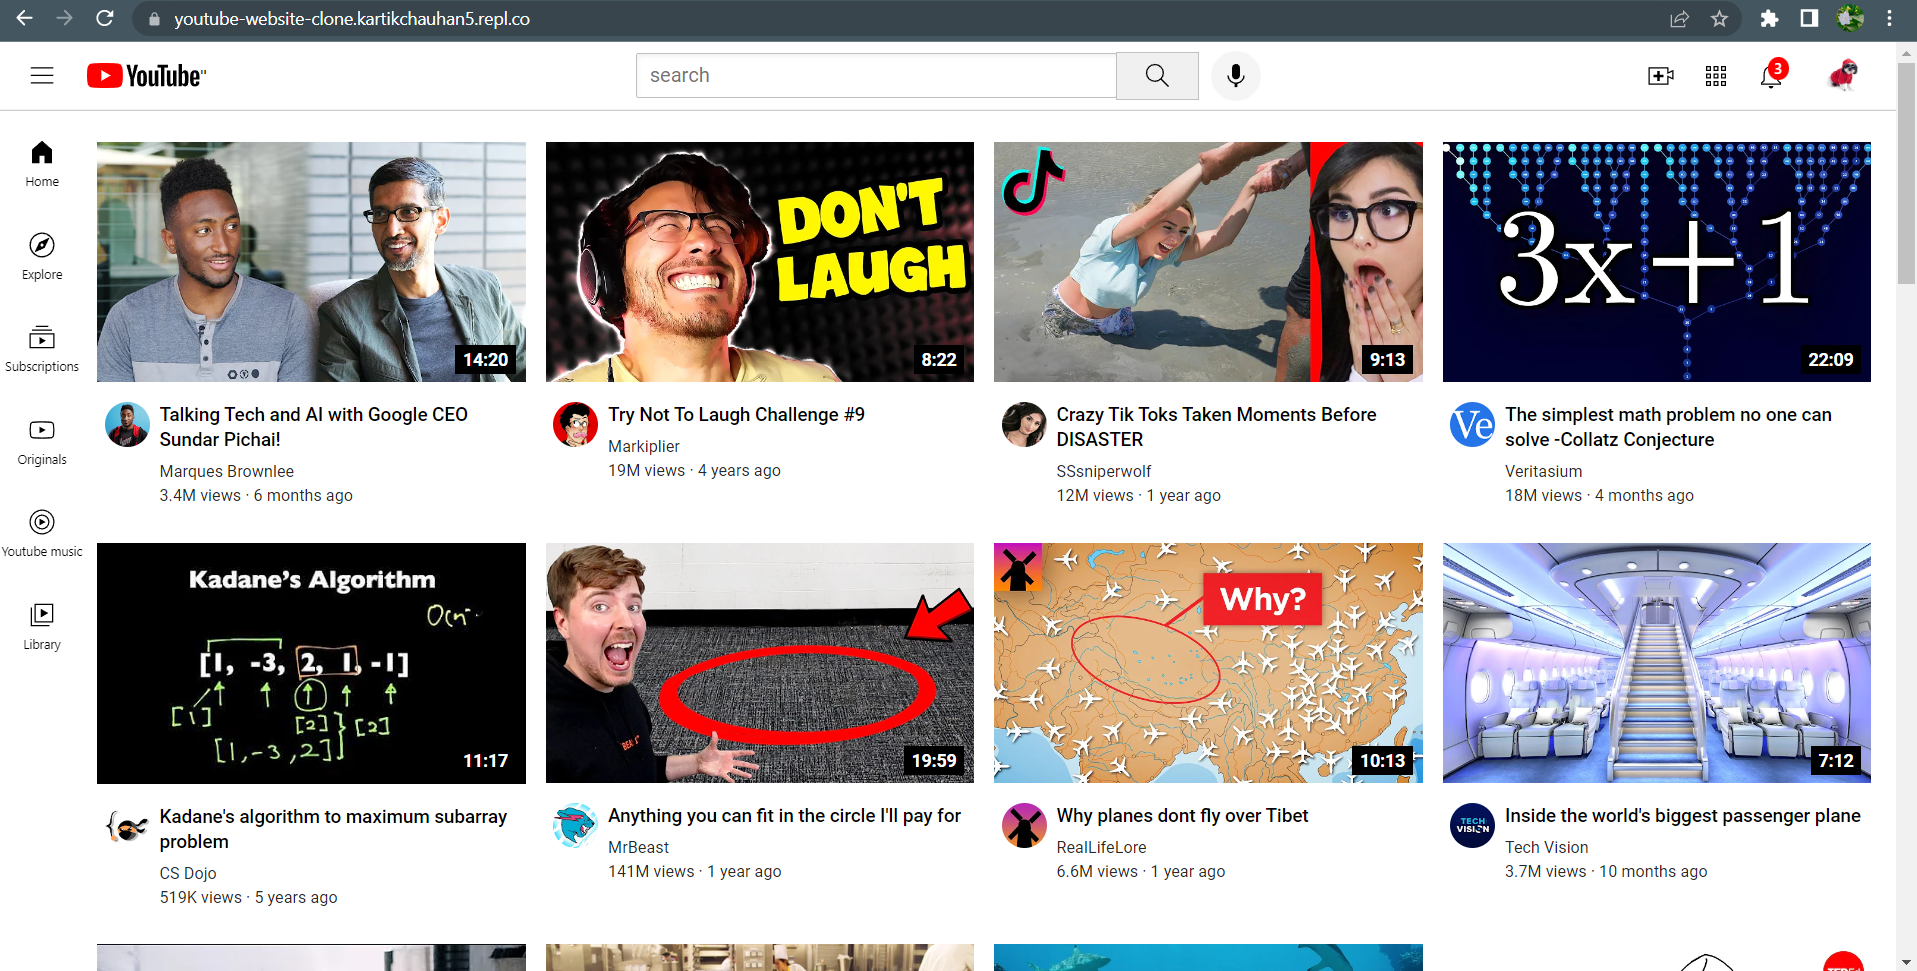 youtube-website-clone.kartikchauhan5.repl.co
YouTube
search
3
Home
Explore
Subscriptions
Originals
Youtube music
Library
14:20
DON'T
LAUGH
8:22
9:13
3x+1
22:09
Talking Tech and AI with Google CEO
Sundar Pichai!
Marques Brownlee
3.4M views · 6 months ago
Try Not To Laugh Challenge #9
Markiplier
19M views · 4 years ago
Crazy Tik Toks Taken Moments Before
DISASTER
SSsniperwolf
12M views · 1 year ago
Ve
The simplest math problem no one can
solve -Collatz Conjecture
Veritasium
18M views · 4 months ago
Kadane's Algorithm
[1, -3, 2, 1, -1]
[1]
[2]
[2]
[1, -3, 2]
11:17
19:59
Why?
10:13
7:12
Kadane's algorithm to maximum subarray
problem
CS Dojo
519K views · 5 years ago
Anything you can fit in the circle I'll pay for
MrBeast
141M views · 1 year ago
Why planes dont fly over Tibet
RealLifeLore
6.6M views · 1 year ago
TECH
VISION
Inside the world's biggest passenger plane
Tech Vision
3.7M views · 10 months ago